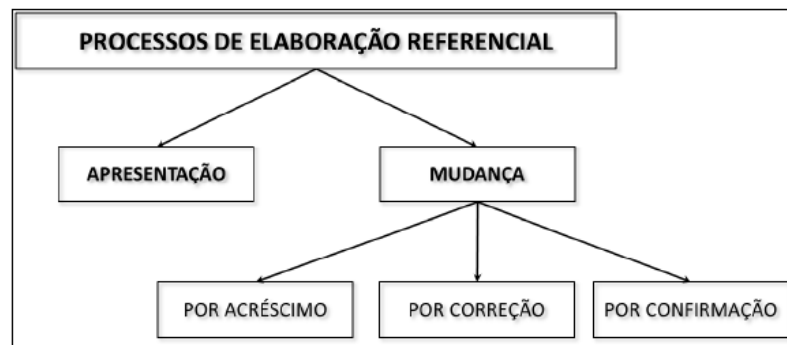 PROCESSOS DE ELABORAÇÃO REFERENCIAL
APRESENTAÇÃO
MUDANÇA
POR ACRÉSCIMO
POR CORREÇÃO
POR CONFIRMAÇÃO